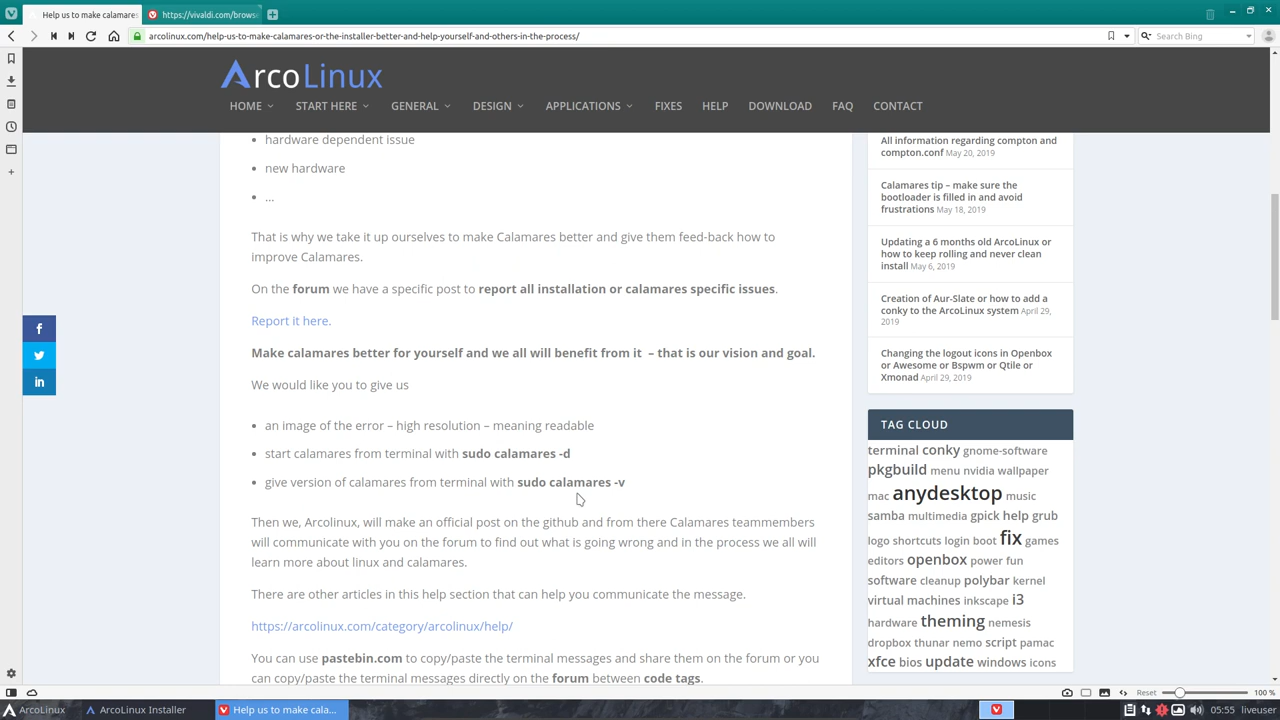 Help us to make calamares
https://vivaldi.com/brows
arcolinux.com/help-us-to-make-calamares-or-the-installer-better-and-help-yourself-and-others-in-the-process/
Search Bing
ArcoLinux
HOME
START HERE
GENERAL
DESIGN
APPLICATIONS
FIXES
HELP
DOWNLOAD
FAQ
CONTACT
• hardware dependent issue
• new hardware
• ...
That is why we take it up ourselves to make Calamares better and give them feed-back how to
improve Calamares.
On the forum we have a specific post to report all installation or calamares specific issues.
Report it here.
Make calamares better for yourself and we all will benefit from it – that is our vision and goal.
We would like you to give us
• an image of the error – high resolution – meaning readable
• start calamares from terminal with sudo calamares -d
• give version of calamares from terminal with sudo calamares -v
Then we, Arcolinux, will make an official post on the github and from there Calamares teammembers
will communicate with you on the forum to find out what is going wrong and in the process we all will
learn more about linux and calamares.
There are other articles in this help section that can help you communicate the message.
https://arcolinux.com/category/arcolinux/help/
You can use pastebin.com to copy/paste the terminal messages and share them on the forum or you
can copy/paste the terminal messages directly on the forum between code tags.
All information regarding compton and
compton.conf May 20, 2019
Calamares tip – make sure the
bootloader is filled in and avoid
frustrations May 18, 2019
Updating a 6 months old ArcoLinux or
how to keep rolling and never clean
install May 6, 2019
Creation of Aur-Slate or how to add a
conky to the ArcoLinux system April 29,
2019
Changing the logout icons in Openbox
or Awesome or Bspwm or Qtile or
Xmonad April 29, 2019
TAG CLOUD
terminal conky gnome-software
pkgbuild menu nvidia wallpaper
mac anydesktop music
samba multimedia gpick help grub
logo shortcuts login boot fix games
editors openbox power fun
software cleanup polybar kernel
virtual machines inkscape i3
hardware theming nemesis
dropbox thunar nemo script pamac
xfce bios update windows icons
Reset
100 %
ArcoLinux
ArcoLinux Installer
Help us to make cala...
05:55
liveuser